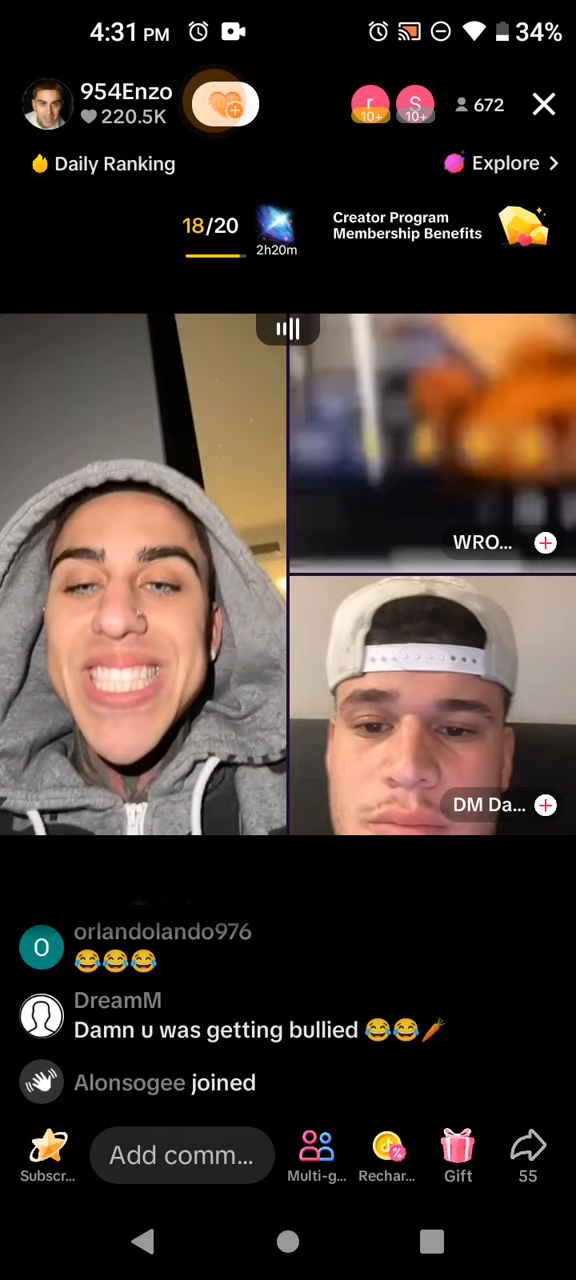 4:31 PM
34%
954Enzo
220.5K
r
10+
S
10+
672
Daily Ranking
Explore >
18/20
2h20m
Creator Program
Membership Benefits
WRO...
DM Da...
O
orlandolando976
😂😂😂
DreamM
Damn u was getting bullied 😂😂🥕
Alonsogee joined
Subscr...
Add comm...
Multi-g...
Rechar...
Gift
55